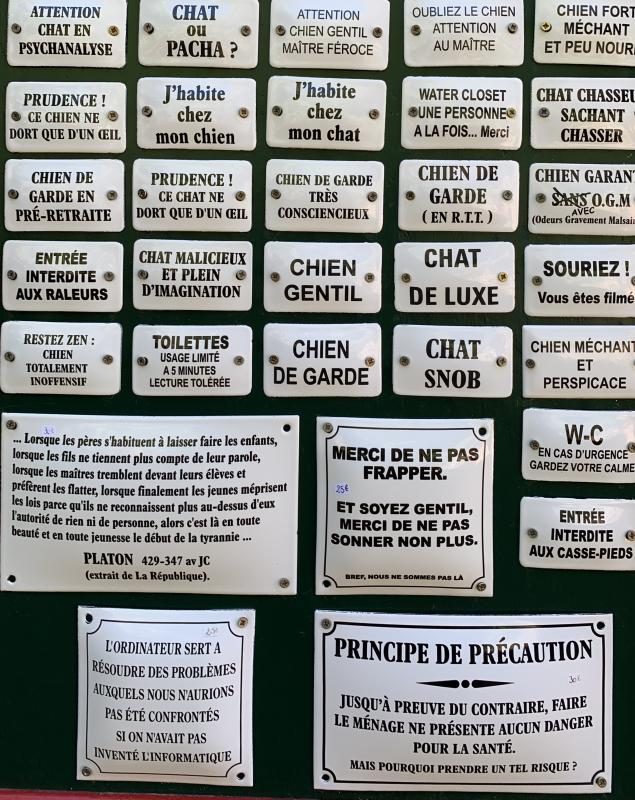 ATTENTION
CHAT EN
PSYCHANALYSE
CHAT
OU
PACHA ?
ATTENTION
CHIEN GENTIL
MAÎTRE FÉROCE
OUBLIEZ LE CHIEN
ATTENTION
AU MAÎTRE
CHIEN FORT
MÉCHANT
ET PEU NOURRI
PRUDENCE !
CE CHIEN NE
DORT QUE D'UN ŒIL
J'habite
chez
mon chien
J'habite
chez
mon chat
WATER CLOSET
UNE PERSONNE
A LA FOIS... Merci
CHAT CHASSEUR
SACHANT
CHASSER
CHIEN DE
GARDE EN
PRÉ-RETRAITE
PRUDENCE !
CE CHAT NE
DORT QUE D'UN ŒIL
CHIEN DE GARDE
TRÈS
CONSCIENCIEUX
CHIEN DE
GARDE
( EN R.T.T. )
CHIEN GARANTI
SANS O.G.M
AVEC
(Odeurs Gravement Malsaines
ENTRÉE
INTERDITE
AUX RALEURS
CHAT MALICIEUX
ET PLEIN
D'IMAGINATION
CHIEN
GENTIL
CHAT
DE LUXE
SOURIEZ !
Vous êtes filmé
RESTEZ ZEN :
CHIEN
TOTALEMENT
INOFFENSIF
TOILETTES
USAGE LIMITÉ
A 5 MINUTES
LECTURE TOLÉRÉE
CHIEN
DE GARDE
CHAT
SNOB
CHIEN MÉCHANT
ET
PERSPICACE
W-C
EN CAS D'URGENCE
GARDEZ VOTRE CALME
ENTRÉE
INTERDITE
AUX CASSE-PIEDS
30€
... Lorsque les pères s'habituent à laisser faire les enfants,
lorsque les fils ne tiennent plus compte de leur parole,
lorsque les maîtres tremblent devant leurs élèves et
préfèrent les flatter, lorsque finalement les jeunes méprisent
les lois parce qu'ils ne reconnaissent plus au-dessus d'eux
l'autorité de rien ni de personne, alors c'est là en toute
beauté et en toute jeunesse le début de la tyrannie ...
PLATON 429-347 av JC
(extrait de La République).
MERCI DE NE PAS
FRAPPER.
25€
ET SOYEZ GENTIL,
MERCI DE NE PAS
SONNER NON PLUS.
BREF, NOUS NE SOMMES PAS LÀ
25€
L'ORDINATEUR SERT A
RÉSOUDRE DES PROBLÈMES
AUXQUELS NOUS N'AURIONS
PAS ÉTÉ CONFRONTÉS
SI ON N'AVAIT PAS
INVENTÉ L'INFORMATIQUE
PRINCIPE DE PRÉCAUTION
30€
JUSQU'À PREUVE DU CONTRAIRE, FAIRE
LE MÉNAGE NE PRÉSENTE AUCUN DANGER
POUR LA SANTÉ.
MAIS POURQUOI PRENDRE UN TEL RISQUE ?